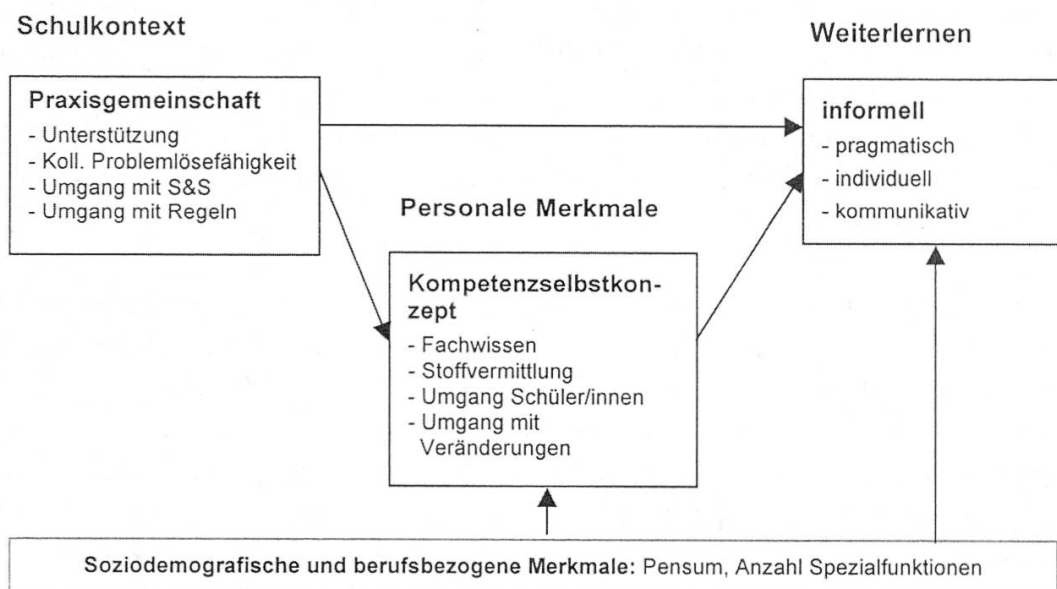 Schulkontext
Weiterlernen
Praxisgemeinschaft
- Unterstützung
- Koll. Problemlösefähigkeit
- Umgang mit S&S
- Umgang mit Regeln
informell
- pragmatisch
- individuell
- kommunikativ
Personale Merkmale
Kompetenzselbstkon-
zept
- Fachwissen
- Stoffvermittlung
- Umgang Schüler/innen
- Umgang mit
Veränderungen
Soziodemografische und berufsbezogene Merkmale: Pensum, Anzahl Spezialfunktionen